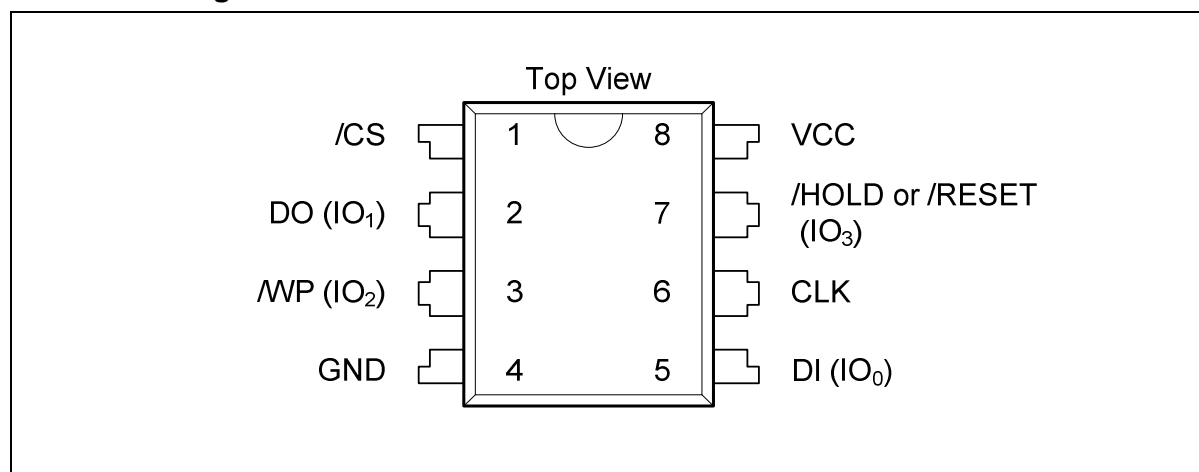 g
Top View
/CS 1 8 VCC
DO (IO₁) 2 7 /HOLD or /RESET
(IO₃)
/WP (IO₂) 3 6 CLK
GND 4 5 DI (IO₀)